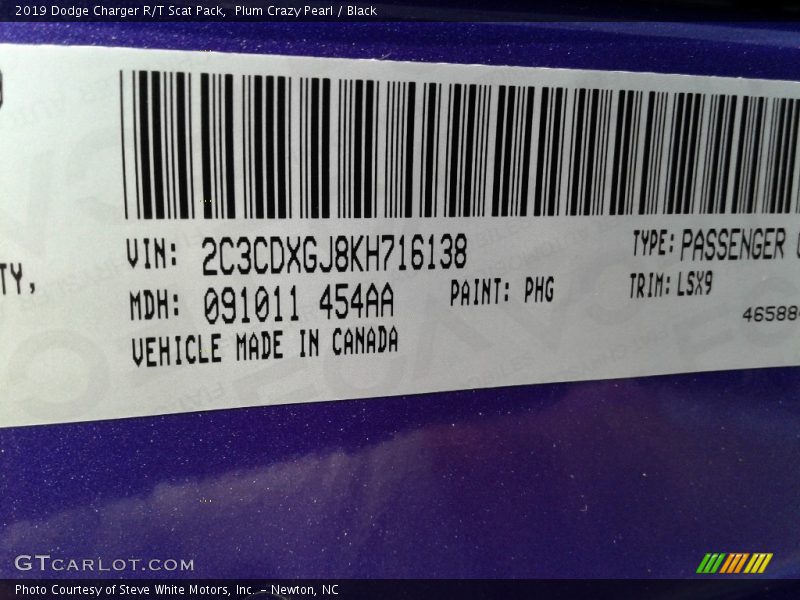 2019 Dodge Charger R/T Scat Pack, Plum Crazy Pearl / Black
TY,
VIN: 2C3CDXGJ8KH716138
TYPE: PASSENGER
MDH: 091011 454AA
PAINT: PHG
TRIM: LSX9
VEHICLE MADE IN CANADA
46588
GTCARLOT.COM
Photo Courtesy of Steve White Motors, Inc. – Newton, NC